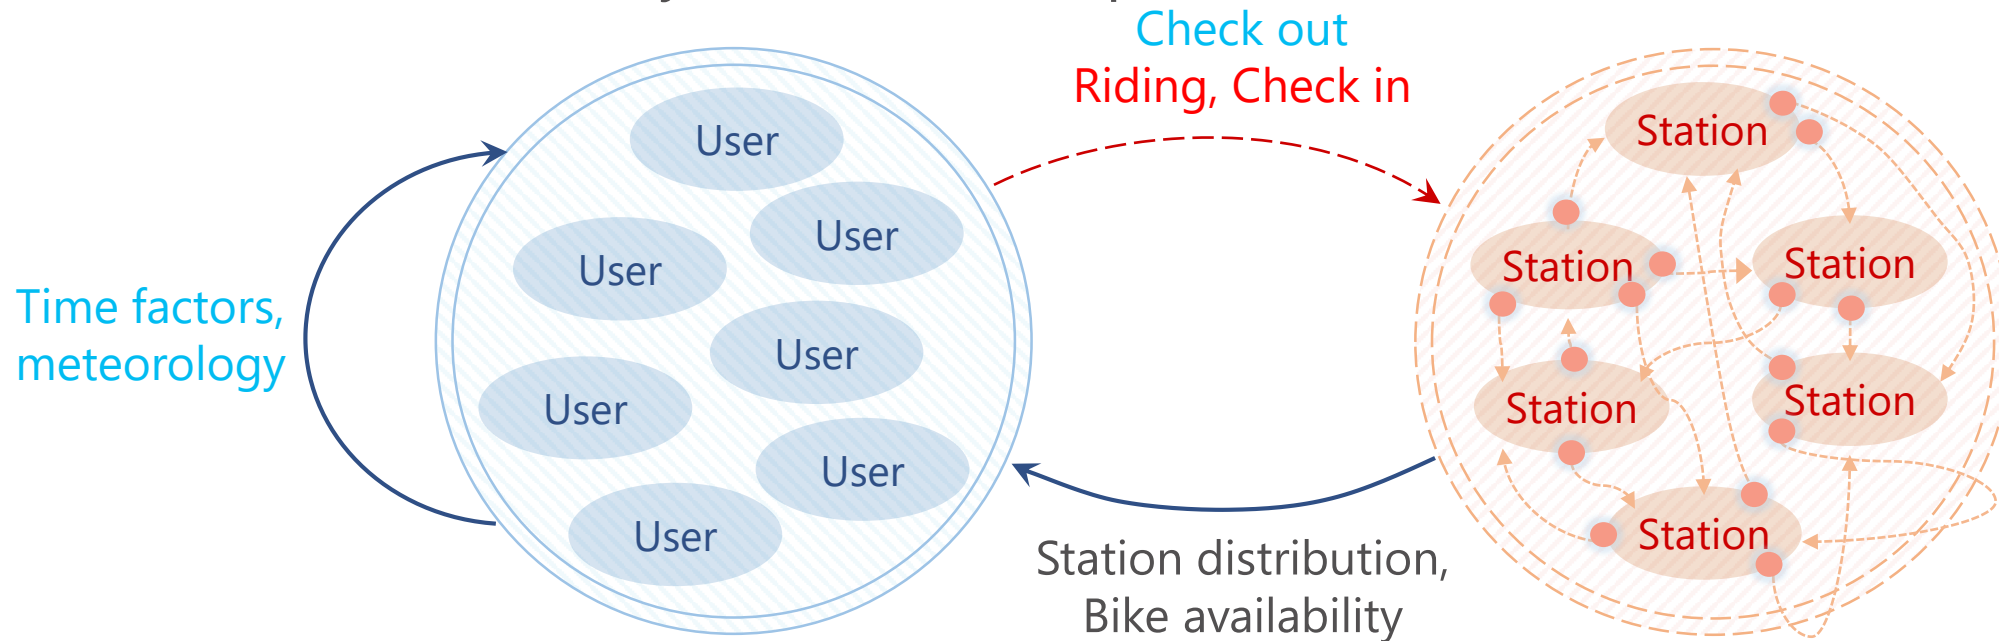 Check out
Riding, Check in
User
User
User
User
User
User
User
Time factors,
meteorology
Station
Station
Station
Station
Station
Station
Station distribution,
Bike availability